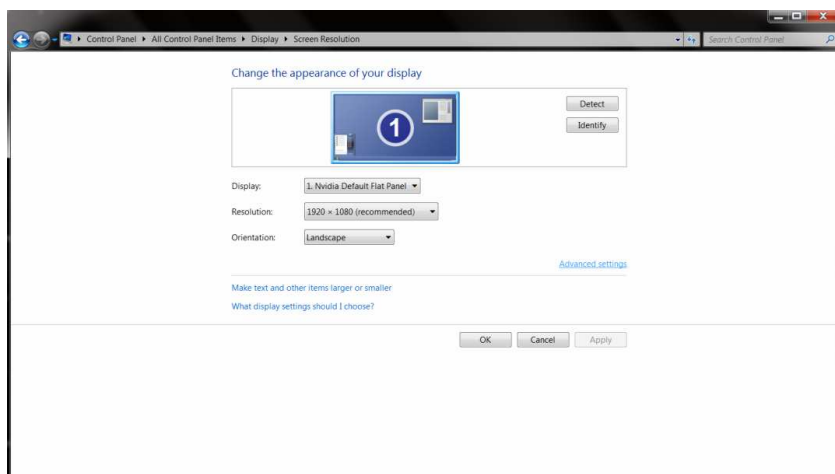 Control Panel ▸ All Control Panel Items ▸ Display ▸ Screen Resolution
Search Control Panel
Change the appearance of your display
1
Detect
Identify
Display: 1. Nvidia Default Flat Panel
Resolution: 1920 × 1080 (recommended)
Orientation: Landscape
Advanced settings
Make text and other items larger or smaller
What display settings should I choose?
OK Cancel Apply